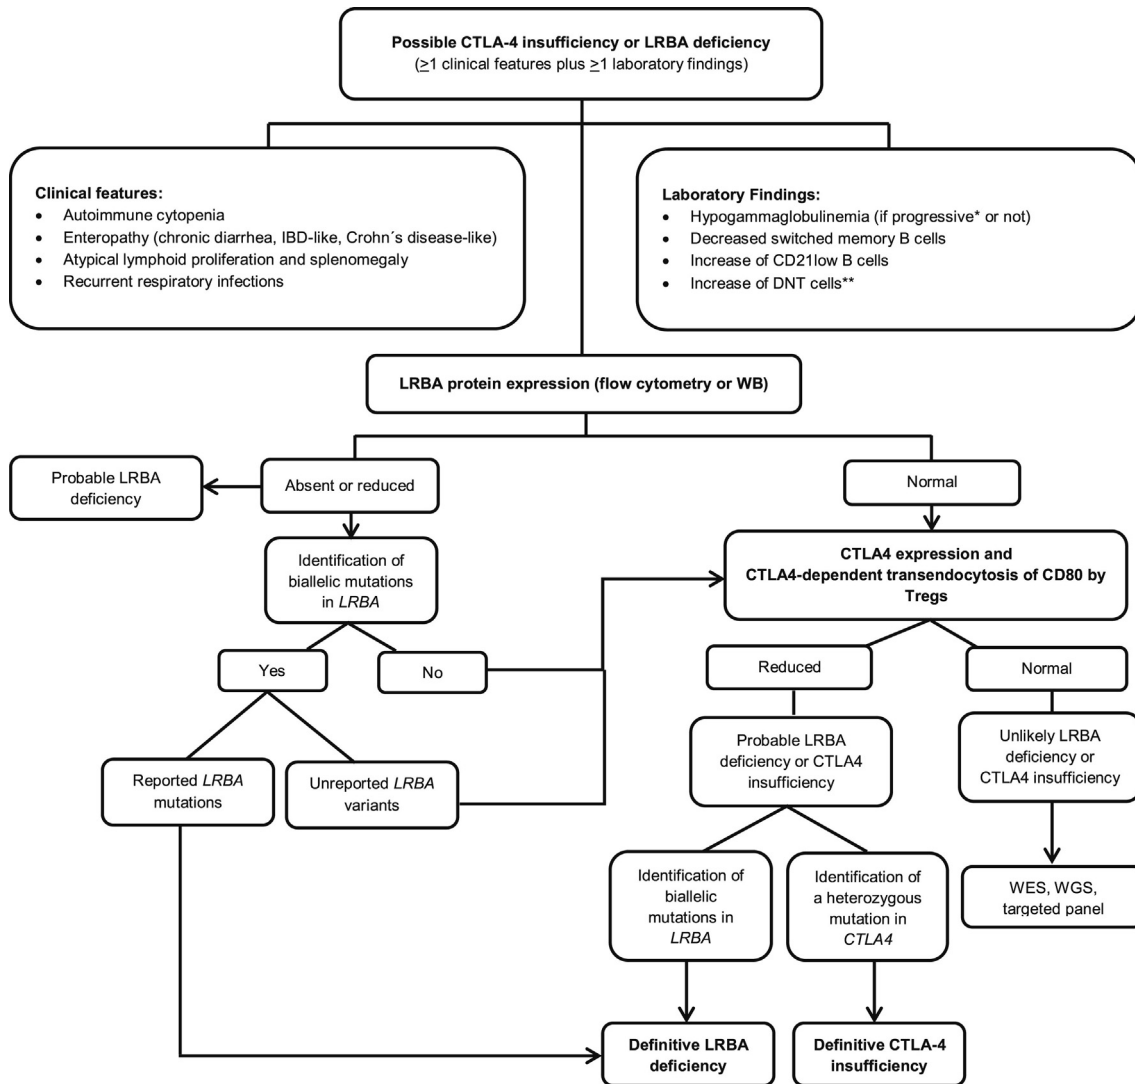 Possible CTLA-4 insufficiency or LRBA deficiency
(≥1 clinical features plus ≥1 laboratory findings)
Clinical features:
• Autoimmune cytopenia
• Enteropathy (chronic diarrhea, IBD-like, Crohn´s disease-like)
• Atypical lymphoid proliferation and splenomegaly
• Recurrent respiratory infections
Laboratory Findings:
• Hypogammaglobulinemia (if progressive* or not)
• Decreased switched memory B cells
• Increase of CD21low B cells
• Increase of DNT cells**
LRBA protein expression (flow cytometry or WB)
Probable LRBA
deficiency
Absent or reduced
Normal
Identification of
biallelic mutations
in LRBA
CTLA4 expression and
CTLA4-dependent transendocytosis of CD80 by
Tregs
Yes
No
Reduced
Normal
Reported LRBA
mutations
Unreported LRBA
variants
Probable LRBA
deficiency or CTLA4
insufficiency
Unlikely LRBA
deficiency or
CTLA4 insufficiency
Identification of
biallelic
mutations in
LRBA
Identification of
a heterozygous
mutation in
CTLA4
WES, WGS,
targeted panel
Definitive LRBA
deficiency
Definitive CTLA-4
insufficiency